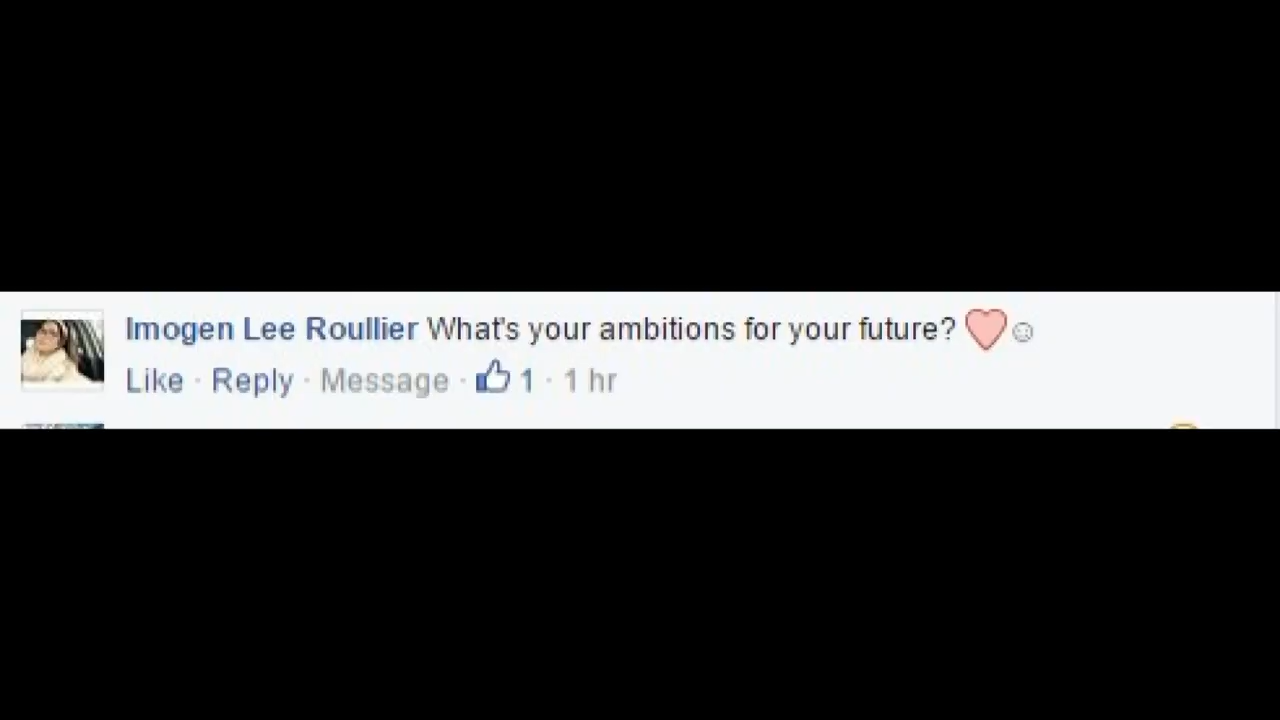 Imogen Lee Roullier What's your ambitions for your future? ♥☺
Like · Reply · Message · 1 · 1 hr